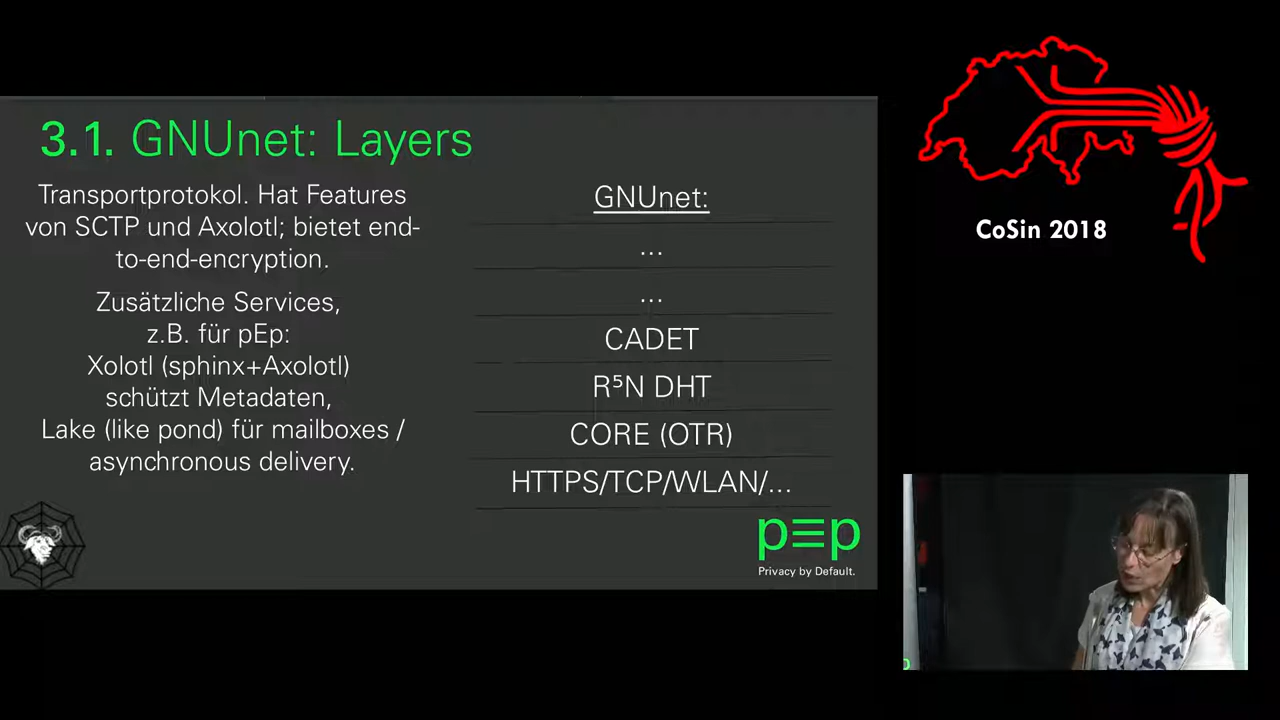 3.1. GNUnet: Layers
Transportprotokol. Hat Features
von SCTP und Axolotl; bietet end-
to-end-encryption.
Zusätzliche Services,
z.B. für pEp:
Xolotl (sphinx+Axolotl)
schützt Metadaten,
Lake (like pond) für mailboxes /
asynchronous delivery.
GNUnet:
...
...
CADET
R⁵N DHT
CORE (OTR)
HTTPS/TCP/WLAN/...
p≡p
Privacy by Default.
CoSin 2018